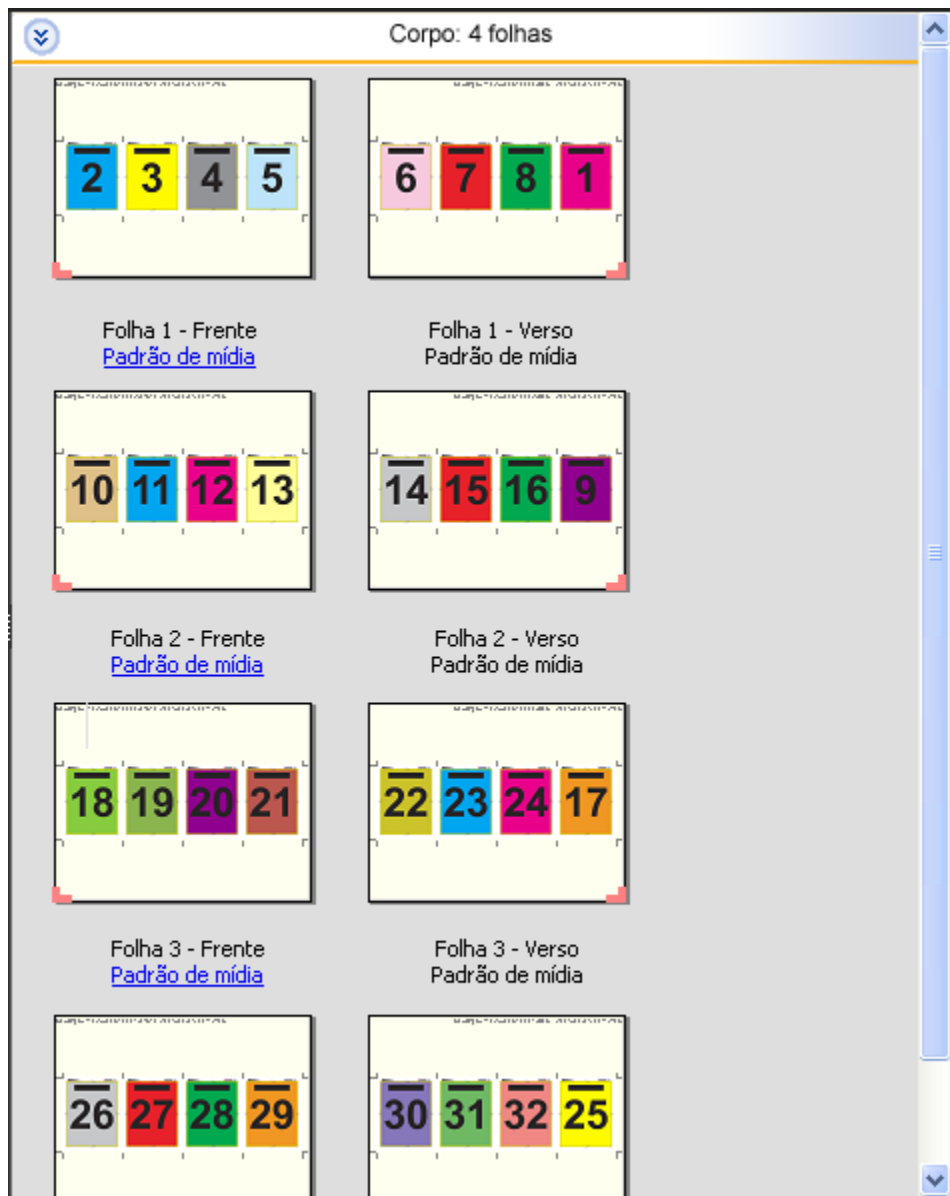 Corpo: 4 folhas
2 3 4 5
6 7 8 1
Folha 1 - Frente
Padrão de mídia
Folha 1 - Verso
Padrão de mídia
10 11 12 13
14 15 16 9
Folha 2 - Frente
Padrão de mídia
Folha 2 - Verso
Padrão de mídia
18 19 20 21
22 23 24 17
Folha 3 - Frente
Padrão de mídia
Folha 3 - Verso
Padrão de mídia
26 27 28 29
30 31 32 25